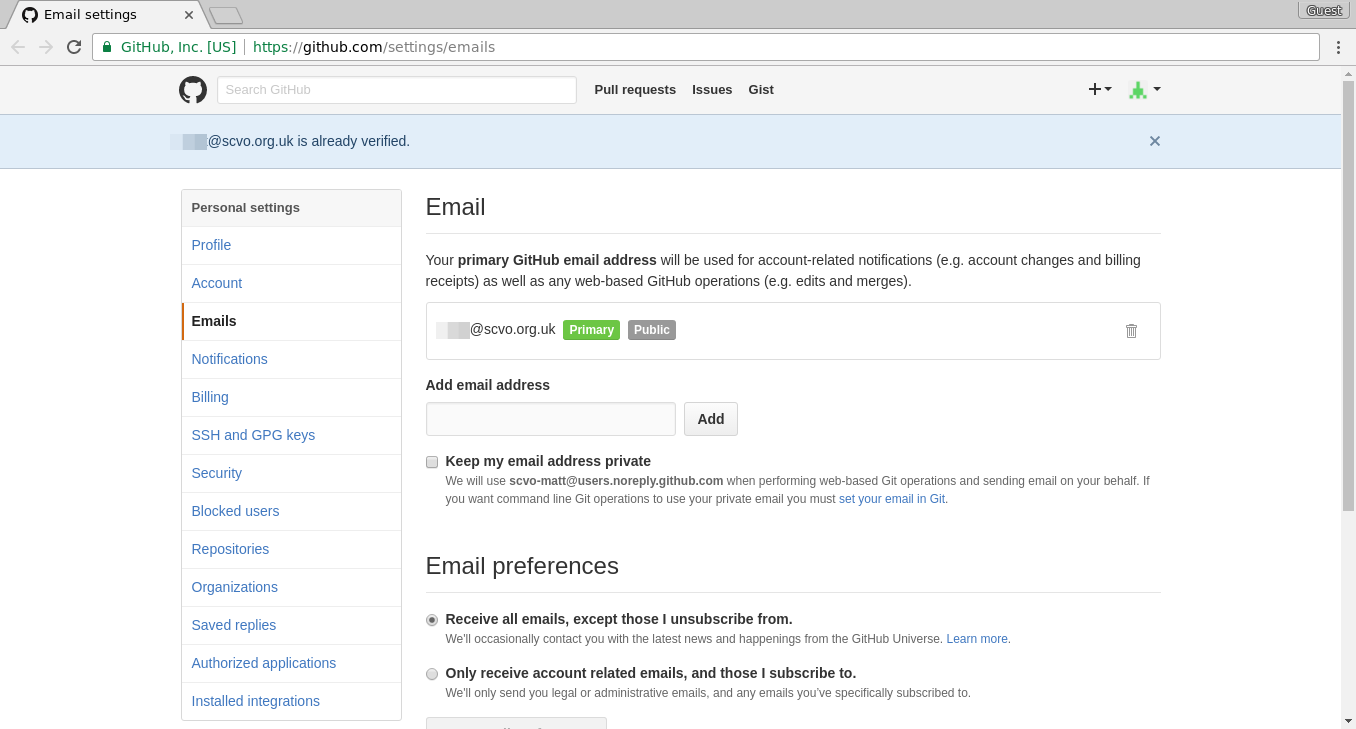 Email settings
Guest
GitHub, Inc. [US] https://github.com/settings/emails
Search GitHub
Pull requests Issues Gist
@scvo.org.uk is already verified.
Personal settings
Profile
Account
Emails
Notifications
Billing
SSH and GPG keys
Security
Blocked users
Repositories
Organizations
Saved replies
Authorized applications
Installed integrations
Email
Your primary GitHub email address will be used for account-related notifications (e.g. account changes and billing
receipts) as well as any web-based GitHub operations (e.g. edits and merges).
@scvo.org.uk Primary Public
Add email address
Add
Keep my email address private
We will use scvo-matt@users.noreply.github.com when performing web-based Git operations and sending email on your behalf. If
you want command line Git operations to use your private email you must set your email in Git.
Email preferences
Receive all emails, except those I unsubscribe from.
We'll occasionally contact you with the latest news and happenings from the GitHub Universe. Learn more.
Only receive account related emails, and those I subscribe to.
We'll only send you legal or administrative emails, and any emails you’ve specifically subscribed to.